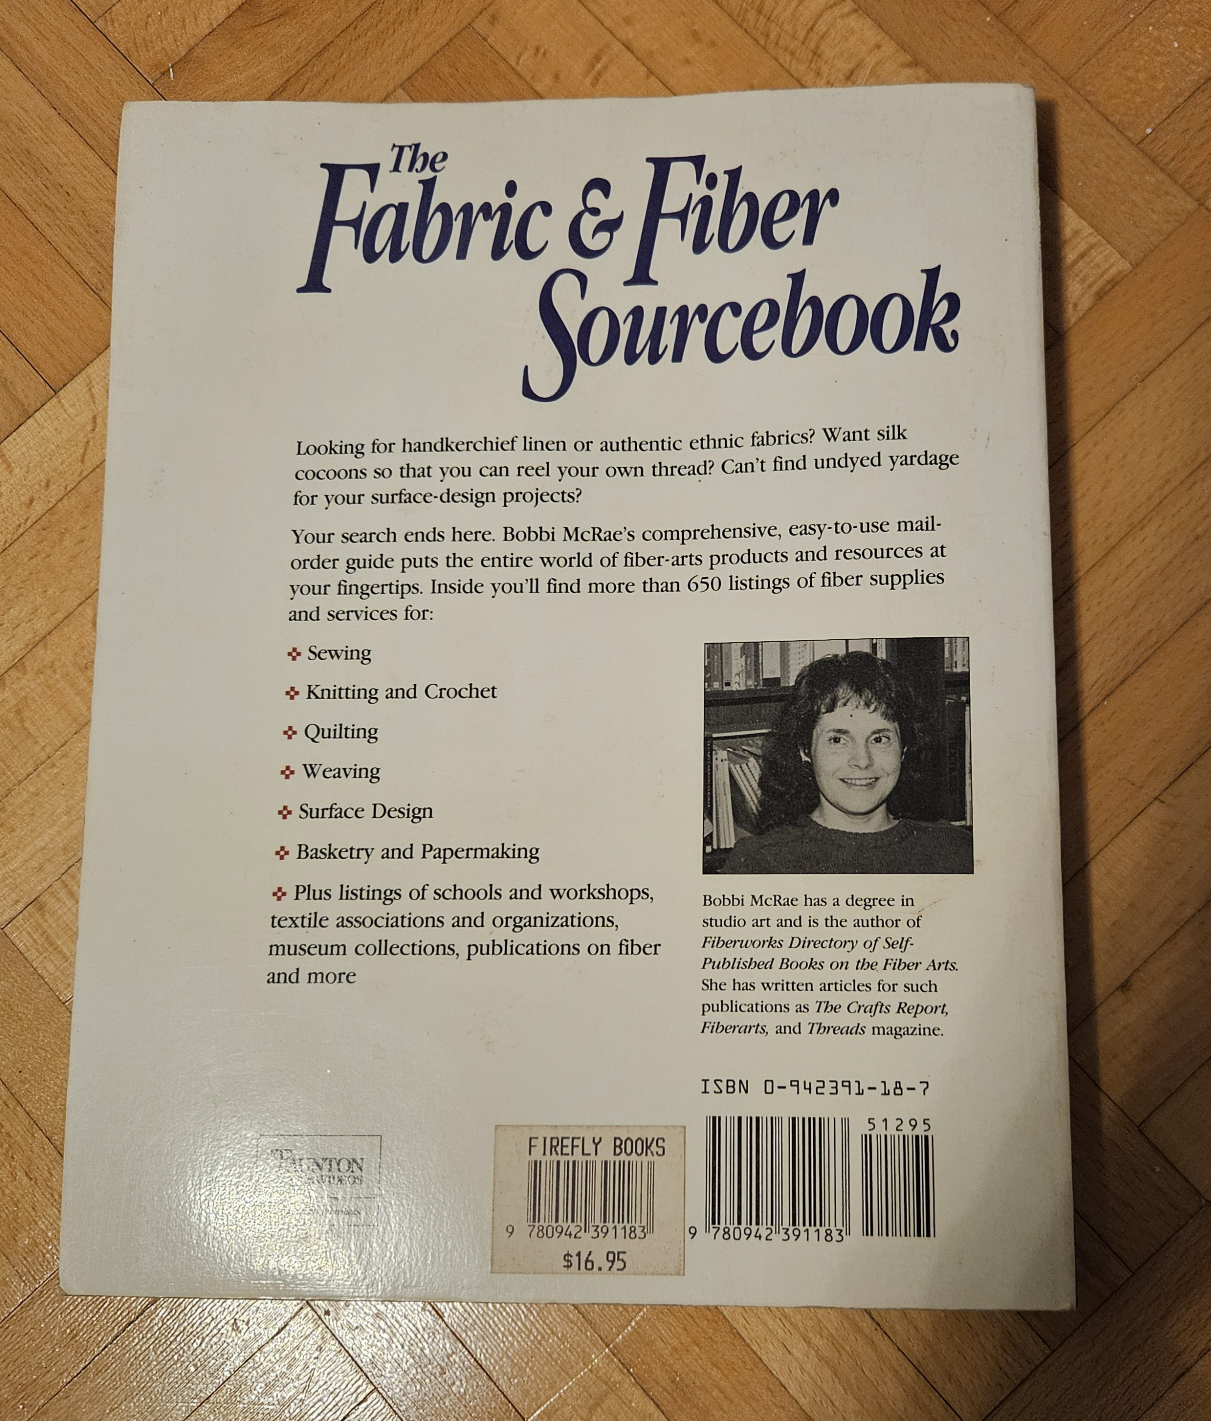 The
Fabric & Fiber
Sourcebook
Looking for handkerchief linen or authentic ethnic fabrics? Want silk
cocoons so that you can reel your own thread? Can't find undyed yardage
for your surface-design projects?
Your search ends here. Bobbi McRae's comprehensive, easy-to-use mail-
order guide puts the entire world of fiber-arts products and resources at
your fingertips. Inside you'll find more than 650 listings of fiber supplies
and services for:
Sewing
Knitting and Crochet
Quilting
Weaving
Surface Design
Basketry and Papermaking
Plus listings of schools and workshops,
textile associations and organizations,
museum collections, publications on fiber
and more
Bobbi McRae has a degree in
studio art and is the author of
Fiberworks Directory of Self-
Published Books on the Fiber Arts.
She has written articles for such
publications as The Crafts Report,
Fiberarts, and Threads magazine.
ISBN 0-942391-18-7
51295
9 780942 391183
FIREFLY BOOKS
9 780942 391183
$16.95
TAUNTON